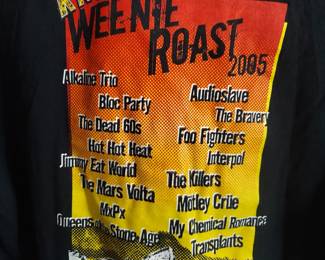 WEENIE
ROAST
2005
Alkaline Trio
Audioslave
Bloc Party
The Bravery
The Dead 60s
Foo Fighters
Hot Hot Heat
Interpol
Jimmy Eat World
The Killers
The Mars Volta
Mötley Crüe
MxPx
My Chemical Romance
Queens of the Stone Age
Transplants